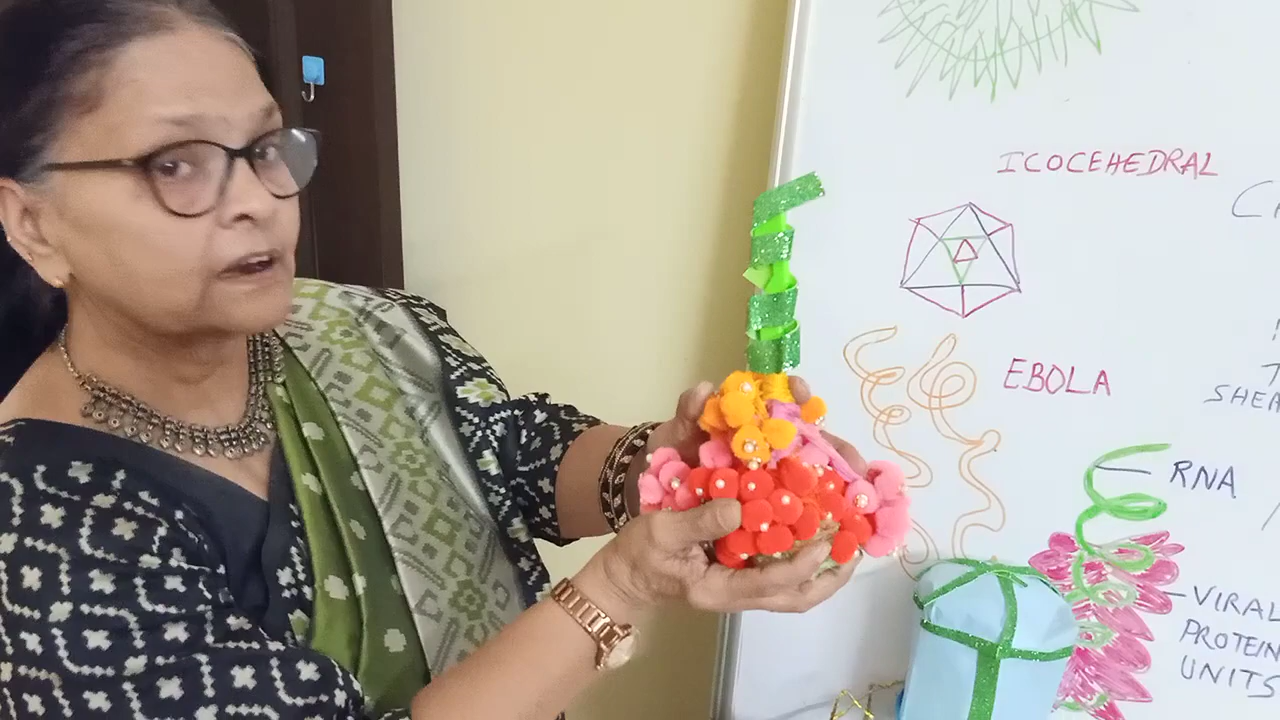 ICOCEHEDRAL
EBOLA
RNA
VIRAL
PROTEIN
UNITS